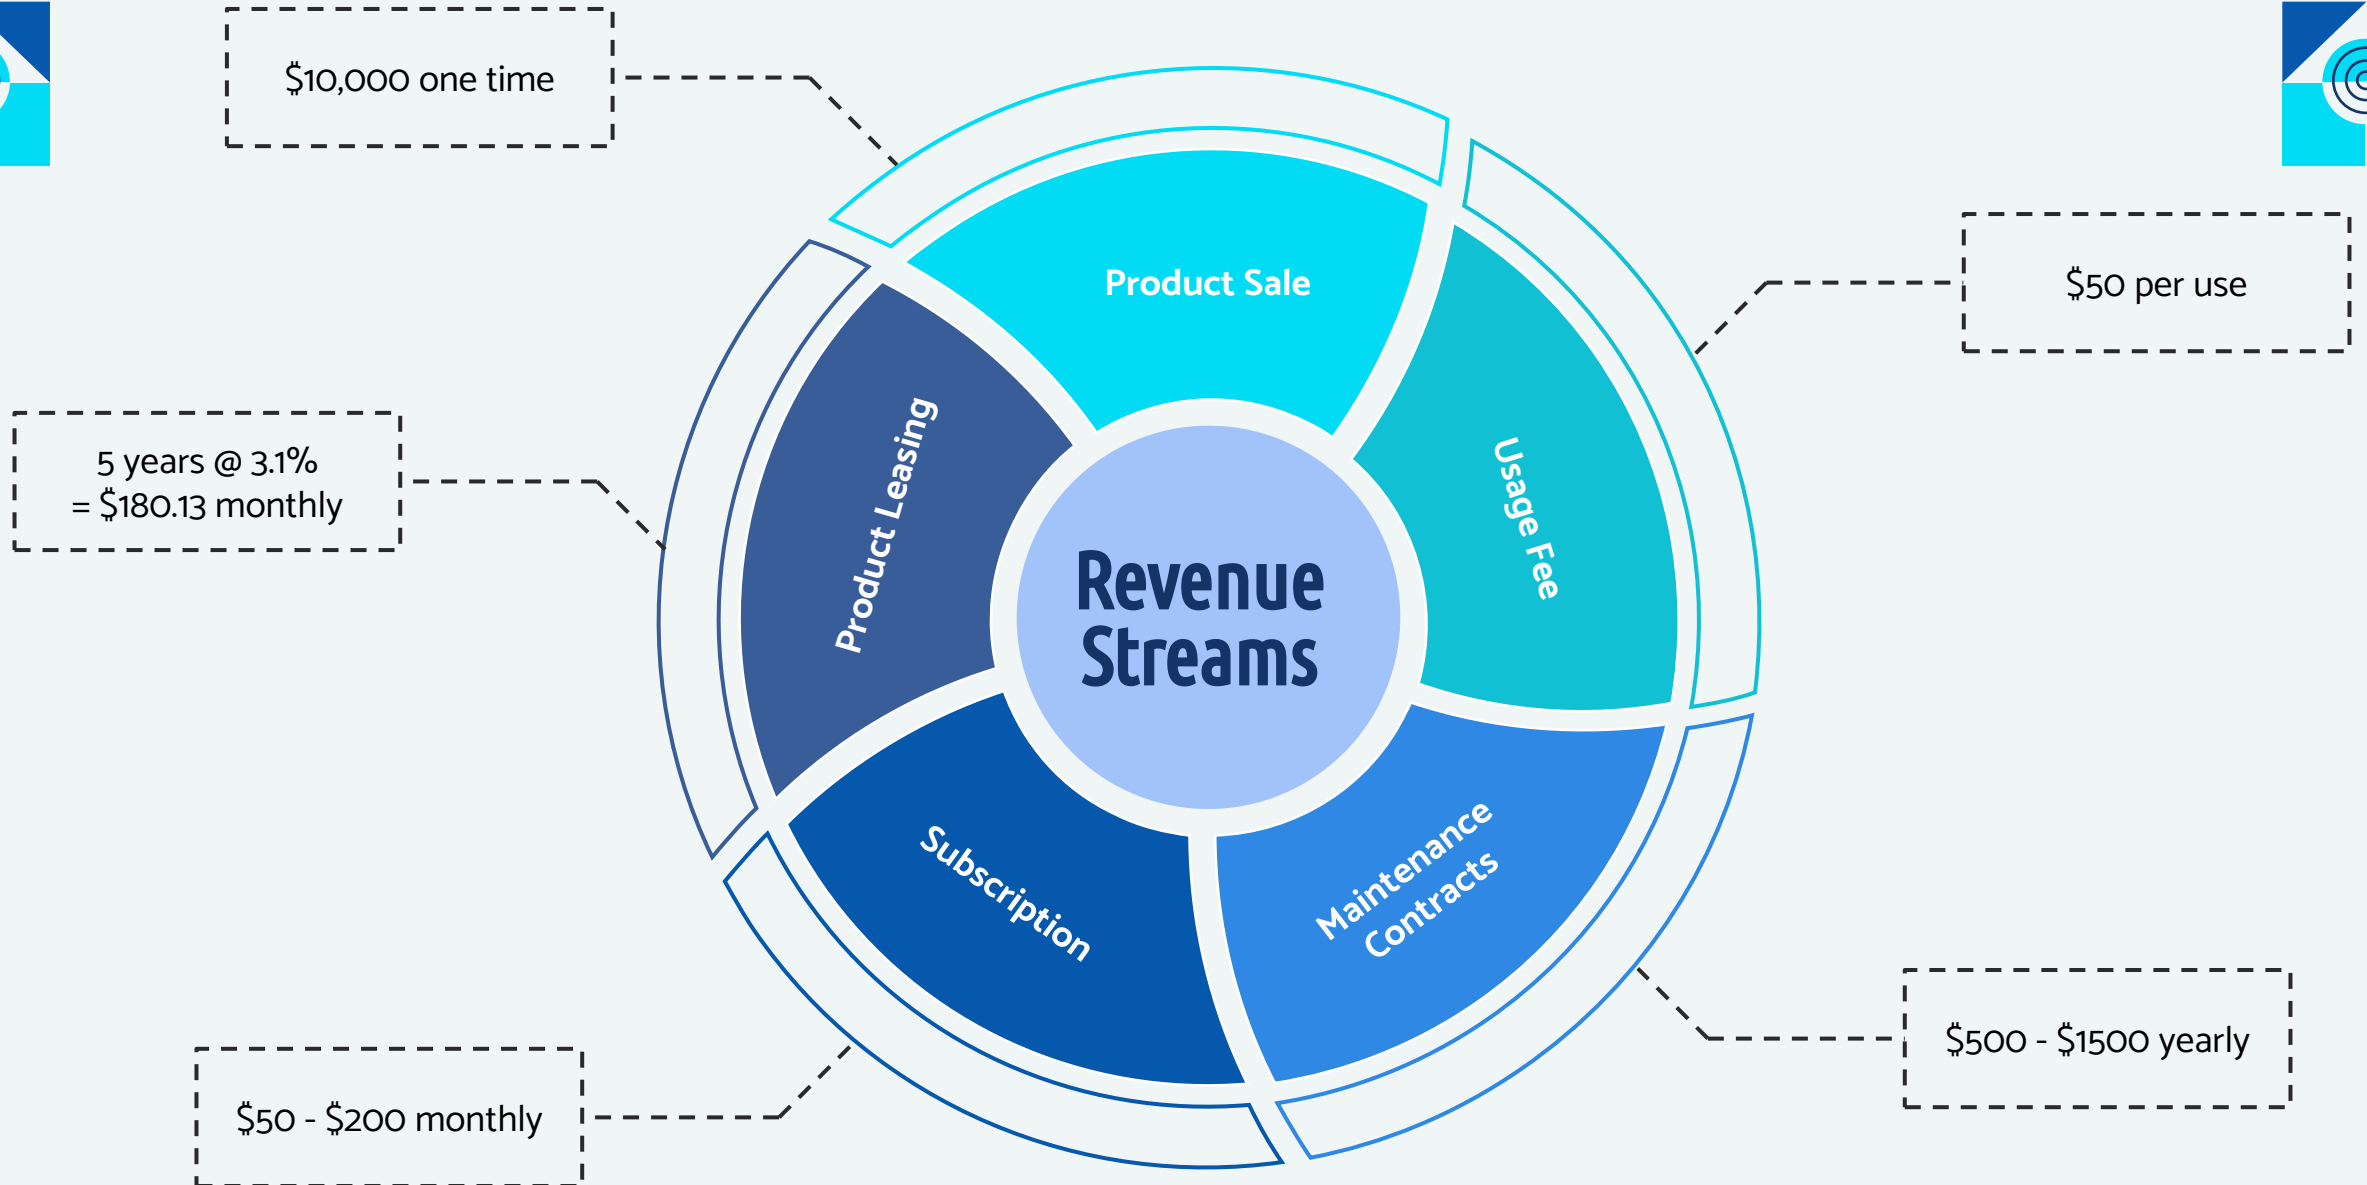 $10,000 one time
Product Sale
$50 per use
Usage Fee
5 years @ 3.1%
= $180.13 monthly
Product Leasing
Revenue
Streams
Maintenance
Contracts
$500 - $1500 yearly
Subscription
$50 - $200 monthly